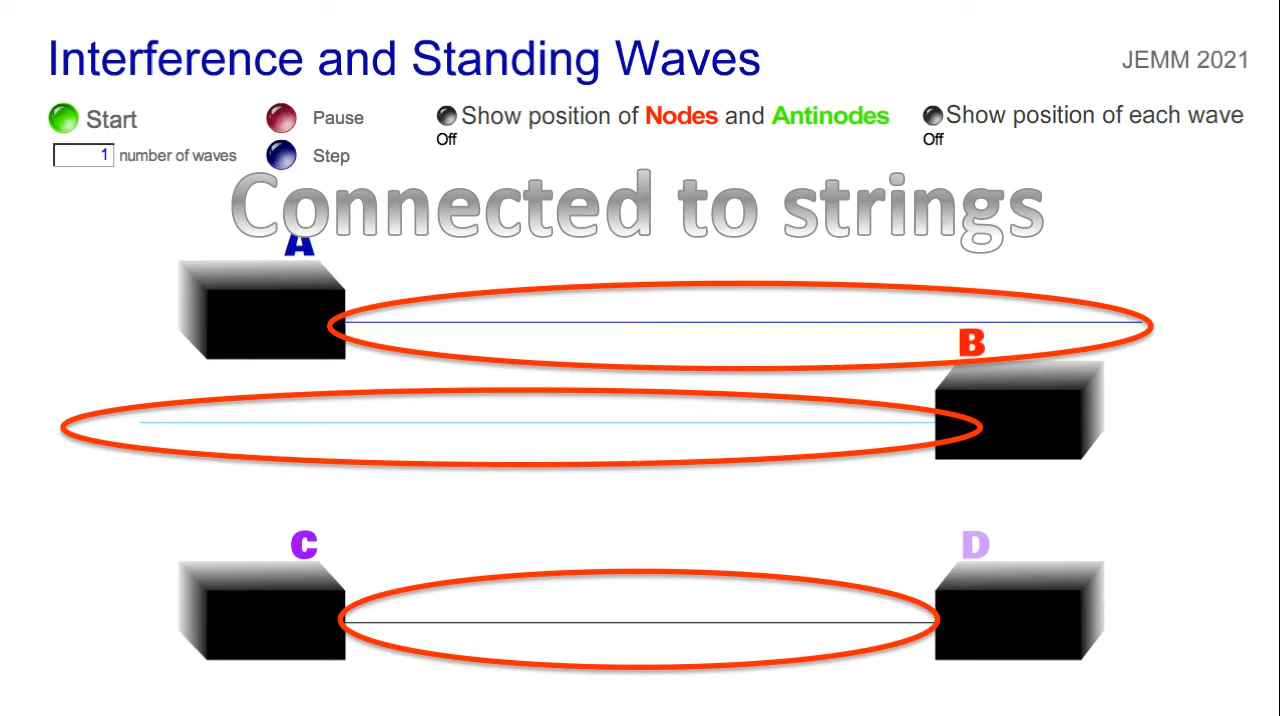 Interference and Standing Waves
JEMM 2021
Start
Pause
Show position of Nodes and Antinodes
Show position of each wave
Off
Off
1 number of waves
Step
Connected to strings
A
B
C
D